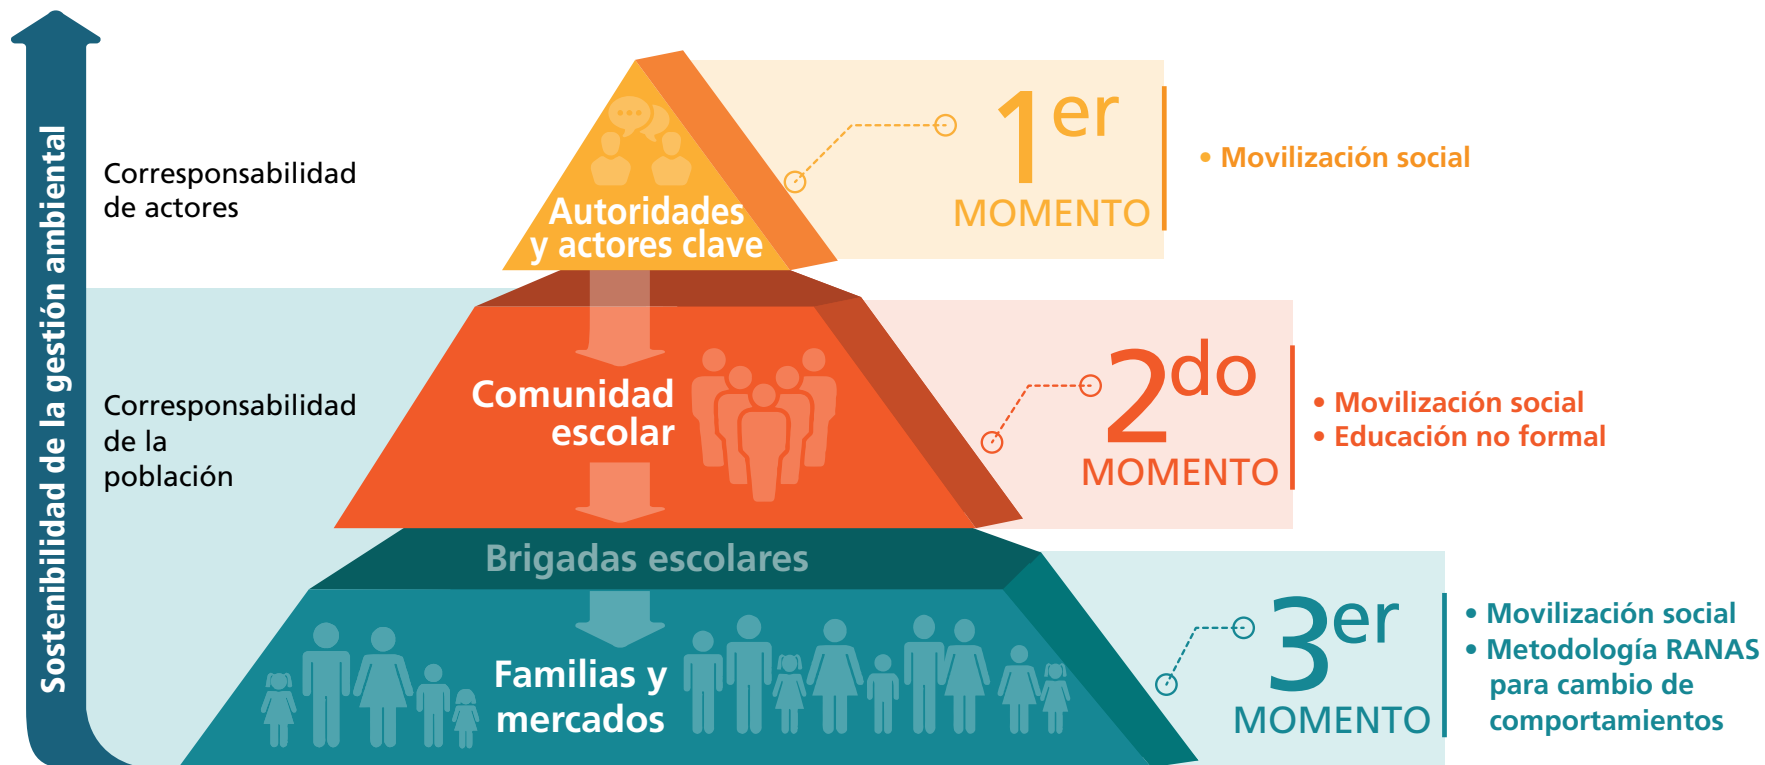 Sostenibilidad de la gestión ambiental
Corresponsabilidad
de actores
Autoridades
y actores clave
1er
MOMENTO
• Movilización social
Corresponsabilidad
de la
población
Comunidad
escolar
2do
MOMENTO
• Movilización social
• Educación no formal
Brigadas escolares
Familias y
mercados
3er
MOMENTO
• Movilización social
• Metodología RANAS
para cambio de
comportamientos